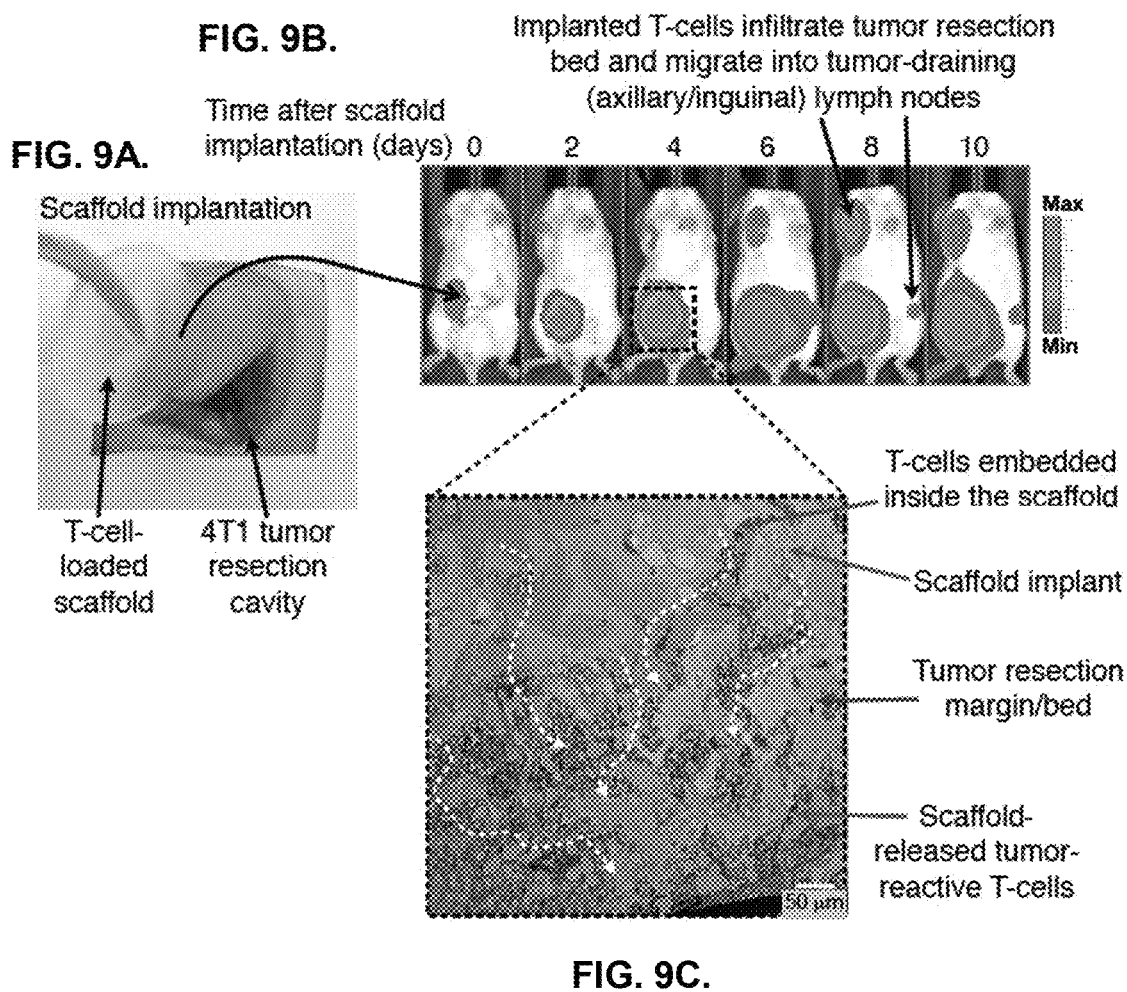 FIG. 9B.
Implanted T-cells infiltrate tumor resection
bed and migrate into tumor-draining
(axillary/inguinal) lymph nodes
Time after scaffold
implantation (days)
0 2 4 6 8 10
FIG. 9A.
Scaffold implantation
Max
Min
T-cell-
loaded
scaffold
4T1 tumor
resection
cavity
T-cells embedded
inside the scaffold
Scaffold implant
Tumor resection
margin/bed
Scaffold-
released tumor-
reactive T-cells
50 μm
FIG. 9C.